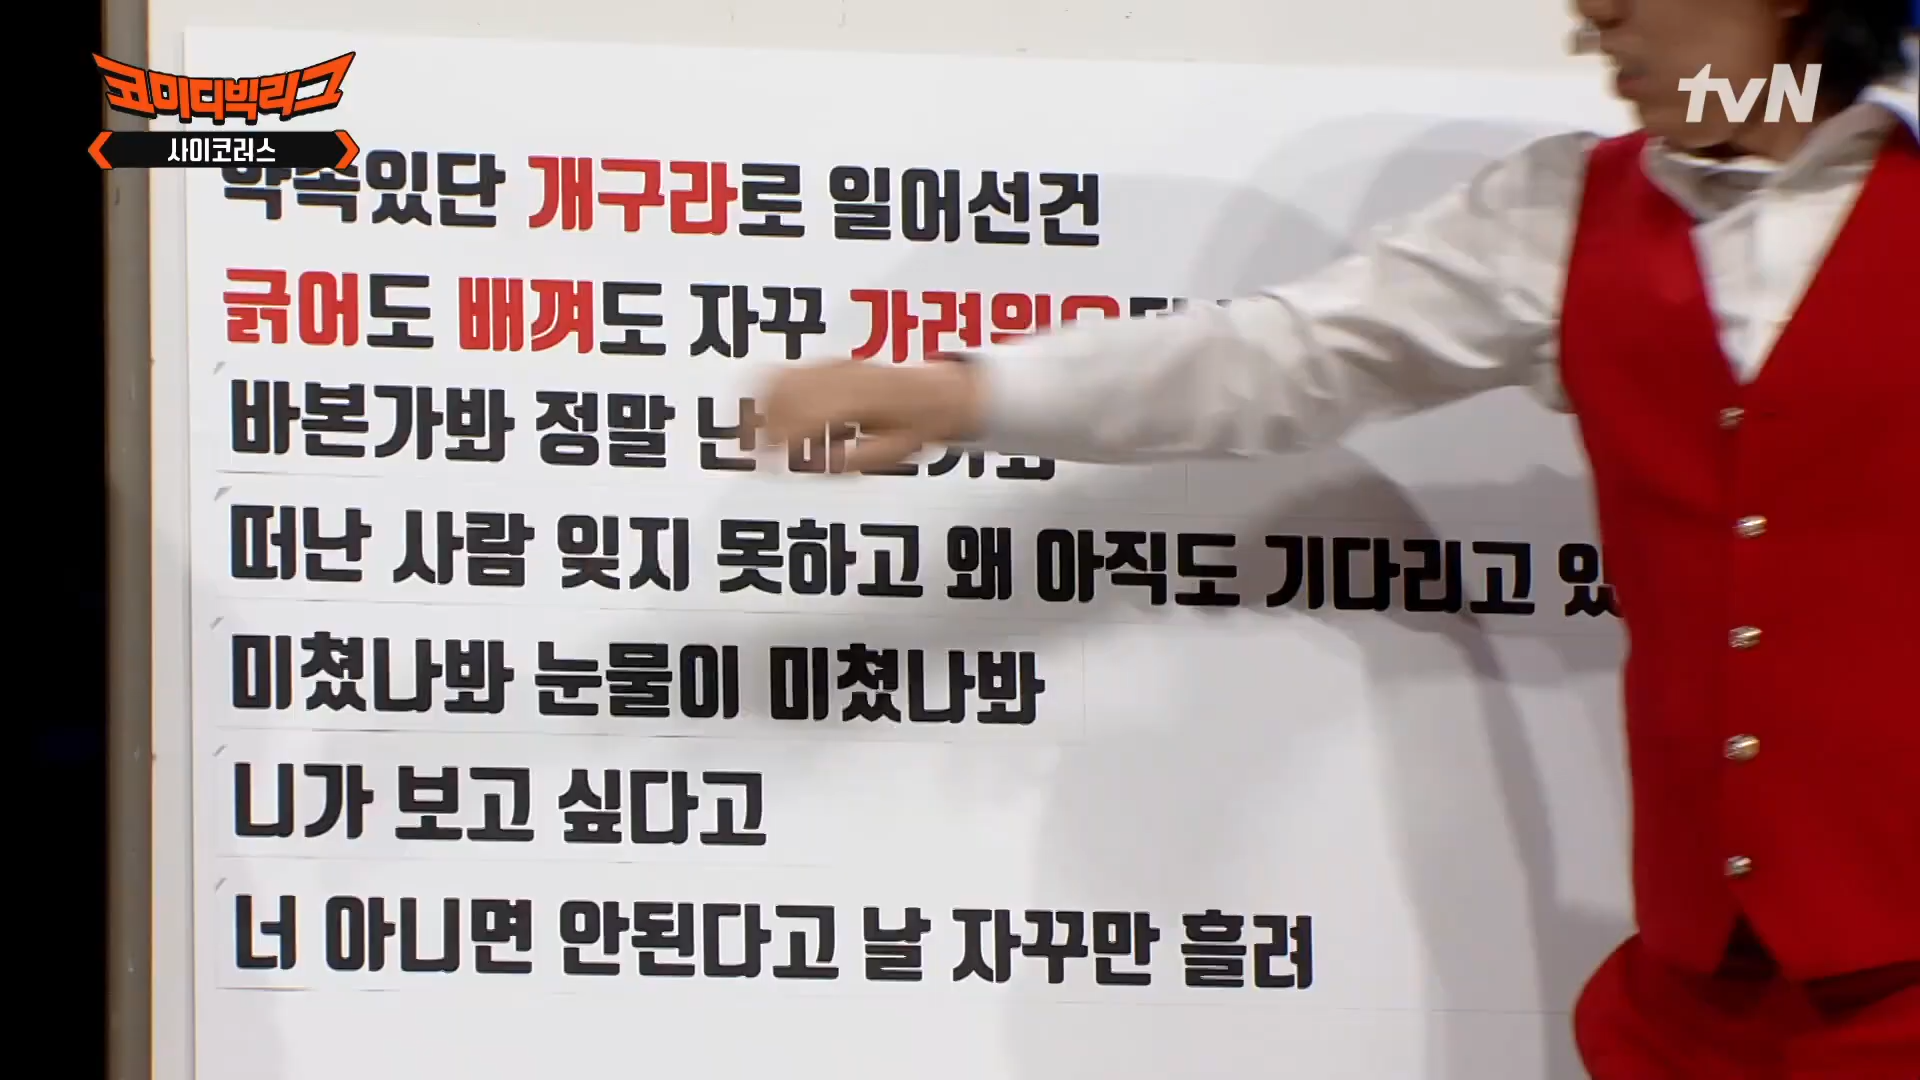 코미디빅리그
사이코러스
tvN
약속있단 개구라로 일어선건
긁어도 배껴도 자꾸
바본가봐 정말 난
떠난 사람 잊지 못하고 왜 아직도 기다리고
미쳤나봐 눈물이 미쳤나봐
니가 보고 싶다고
너 아니면 안된다고 날 자꾸만 흘려